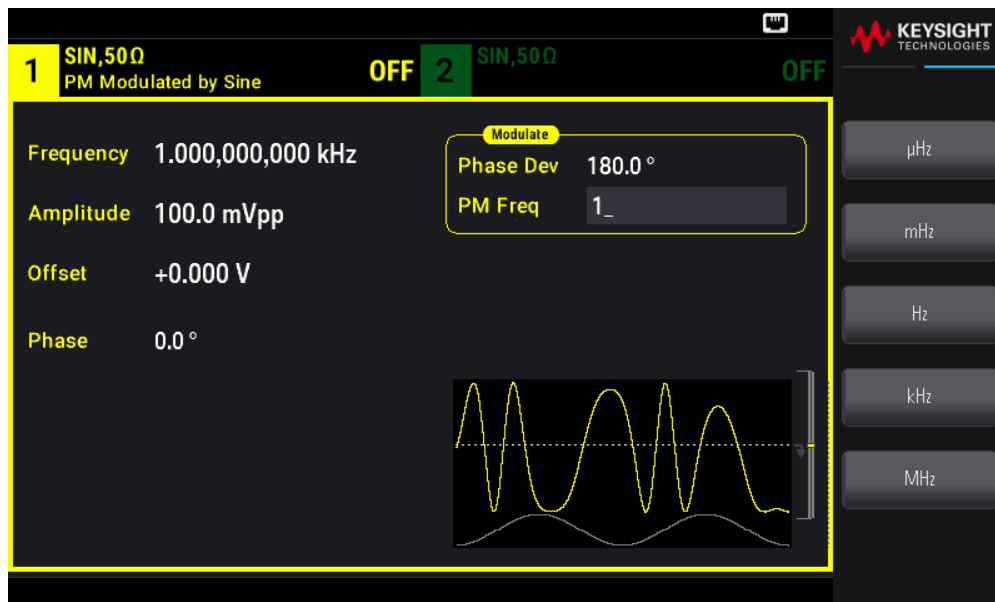 KEYSIGHT
TECHNOLOGIES
1 SIN,50Ω
PM Modulated by Sine
OFF
2 SIN,50Ω
OFF
Modulate
Frequency 1.000,000,000 kHz
Phase Dev 180.0 °
Amplitude 100.0 mVpp
PM Freq 1_
Offset +0.000 V
Phase 0.0 °
µHz
mHz
Hz
kHz
MHz